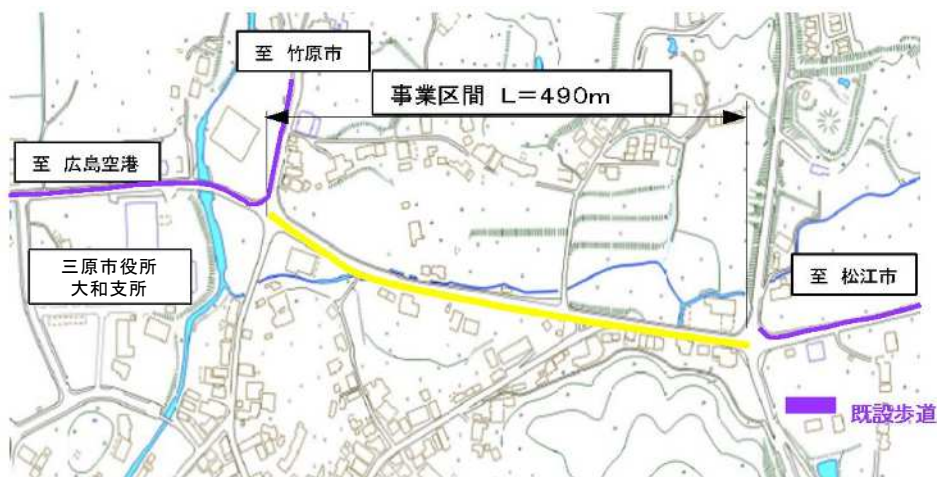 至 竹原市
事業区間 L=490m
至 広島空港
三原市役所
大和支所
至 松江市
既設歩道